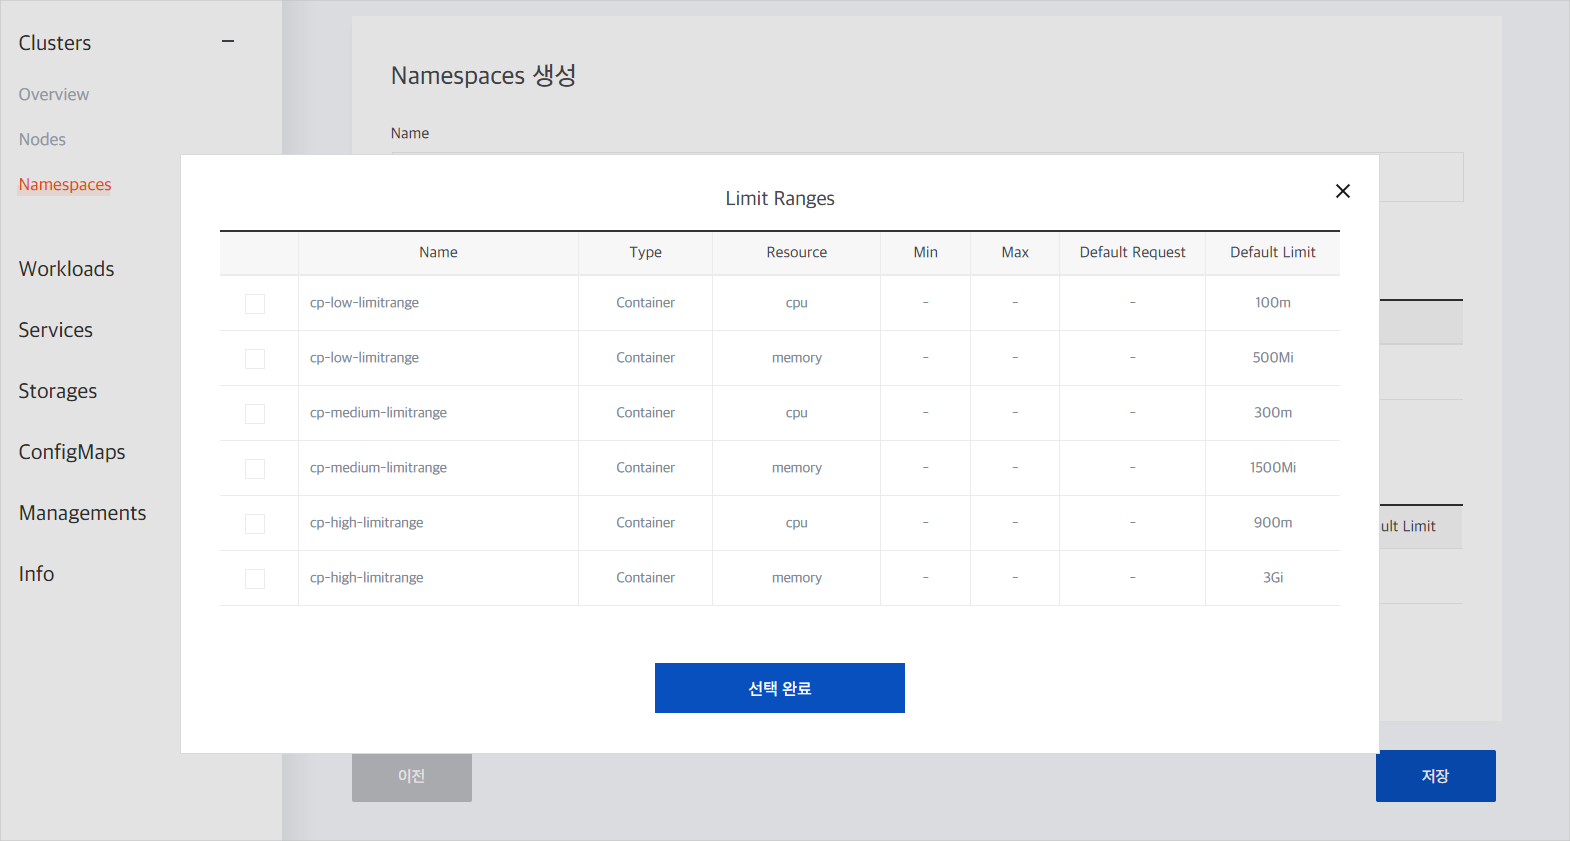 Clusters
Overview
Nodes
Namespaces
Workloads
Services
Storages
ConfigMaps
Managements
Info
Namespaces 생성
Name
Limit Ranges
Name Type Resource Min Max Default Request Default Limit
cp-low-limitrange Container cpu - - - 100m
cp-low-limitrange Container memory - - - 500Mi
cp-medium-limitrange Container cpu - - - 300m
cp-medium-limitrange Container memory - - - 1500Mi
cp-high-limitrange Container cpu - - - 900m
cp-high-limitrange Container memory - - - 3Gi
선택 완료
ult Limit
이전
저장